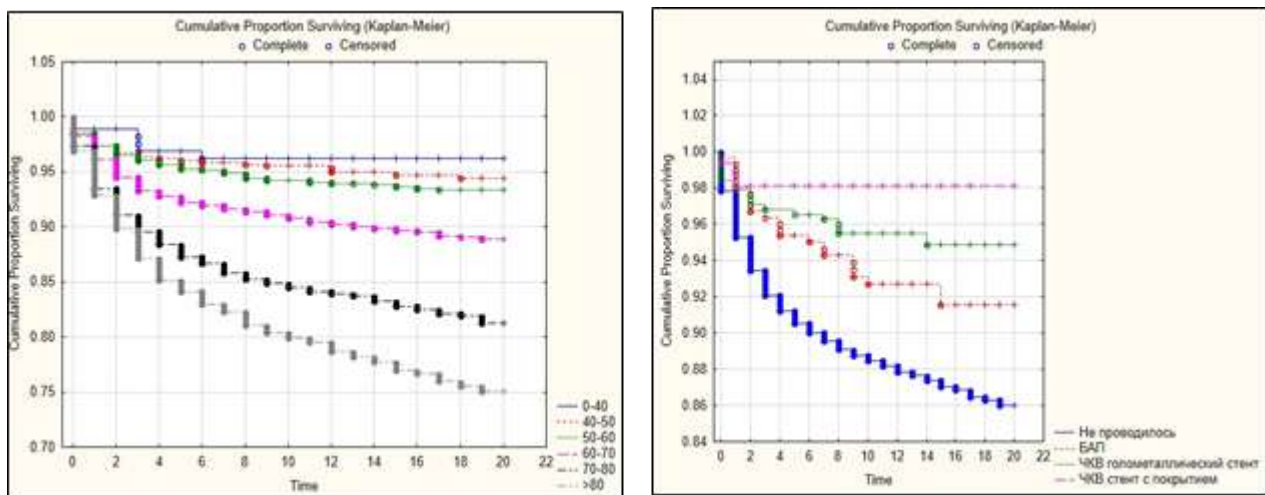 Cumulative Proportion Surviving (Kaplan-Meier)
Complete Censored
Cumulative Proportion Surviving
1.05
1.00
0.95
0.90
0.85
0.80
0.75
0.70
0 2 4 6 8 10 12 14 16 18 20 22
Time
0-40
40-50
50-60
60-70
70-80
>80
Cumulative Proportion Surviving (Kaplan-Meier)
Complete Censored
Cumulative Proportion Surviving
1.04
1.02
1.00
0.98
0.96
0.94
0.92
0.90
0.88
0.86
0.84
0 2 4 6 8 10 12 14 16 18 20 22
Time
Не проводилось
БАП
ЧКВ голометаллический стент
ЧКВ стент с покрытием